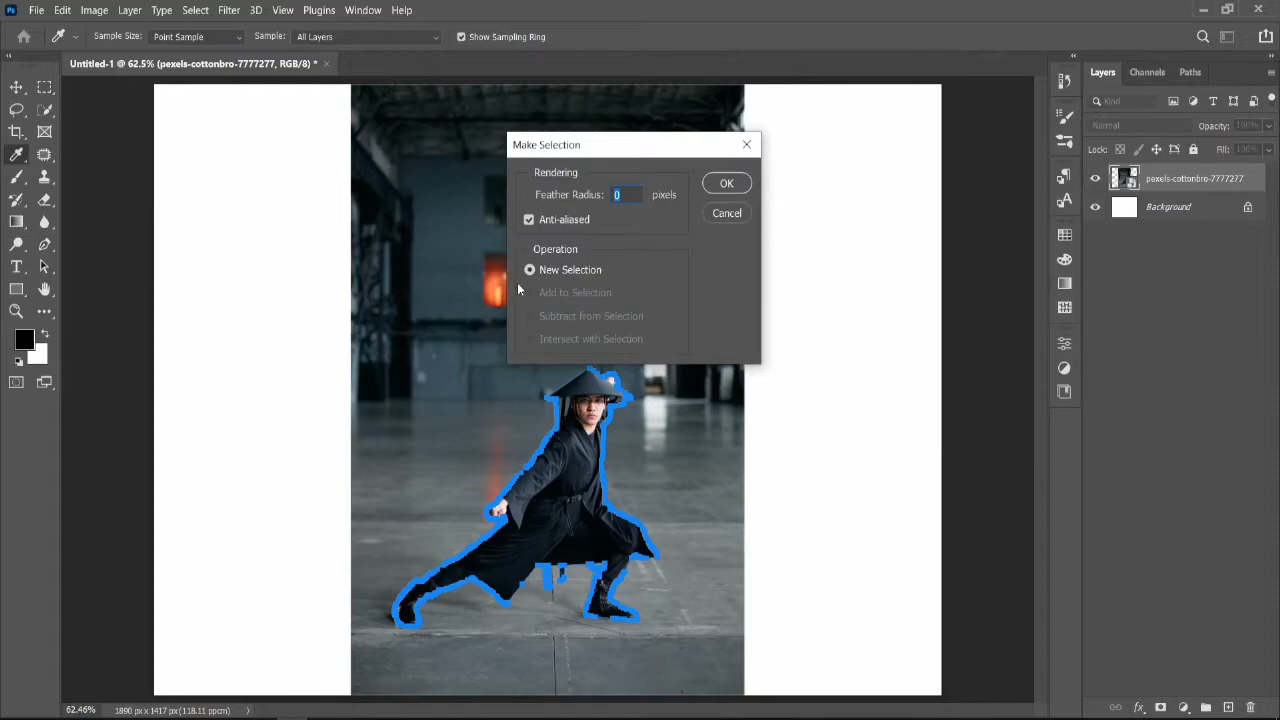 Ps File Edit Image Layer Type Select Filter 3D View Plugins Window Help
Sample Size: Point Sample Sample: All Layers Show Sampling Ring
Untitled-1 @ 62.5% (pexels-cottonbro-7777277, RGB/8) *
Layers Channels Paths
Kind
Normal Opacity: 100%
Lock: Fill: 100%
pexels-cottonbro-7777277
Background
Make Selection
Rendering
Feather Radius: 0 pixels
Anti-aliased
OK
Cancel
Operation
New Selection
Add to Selection
Subtract from Selection
Intersect with Selection
62.46% 1890 px x 1417 px (118.11 ppcm)